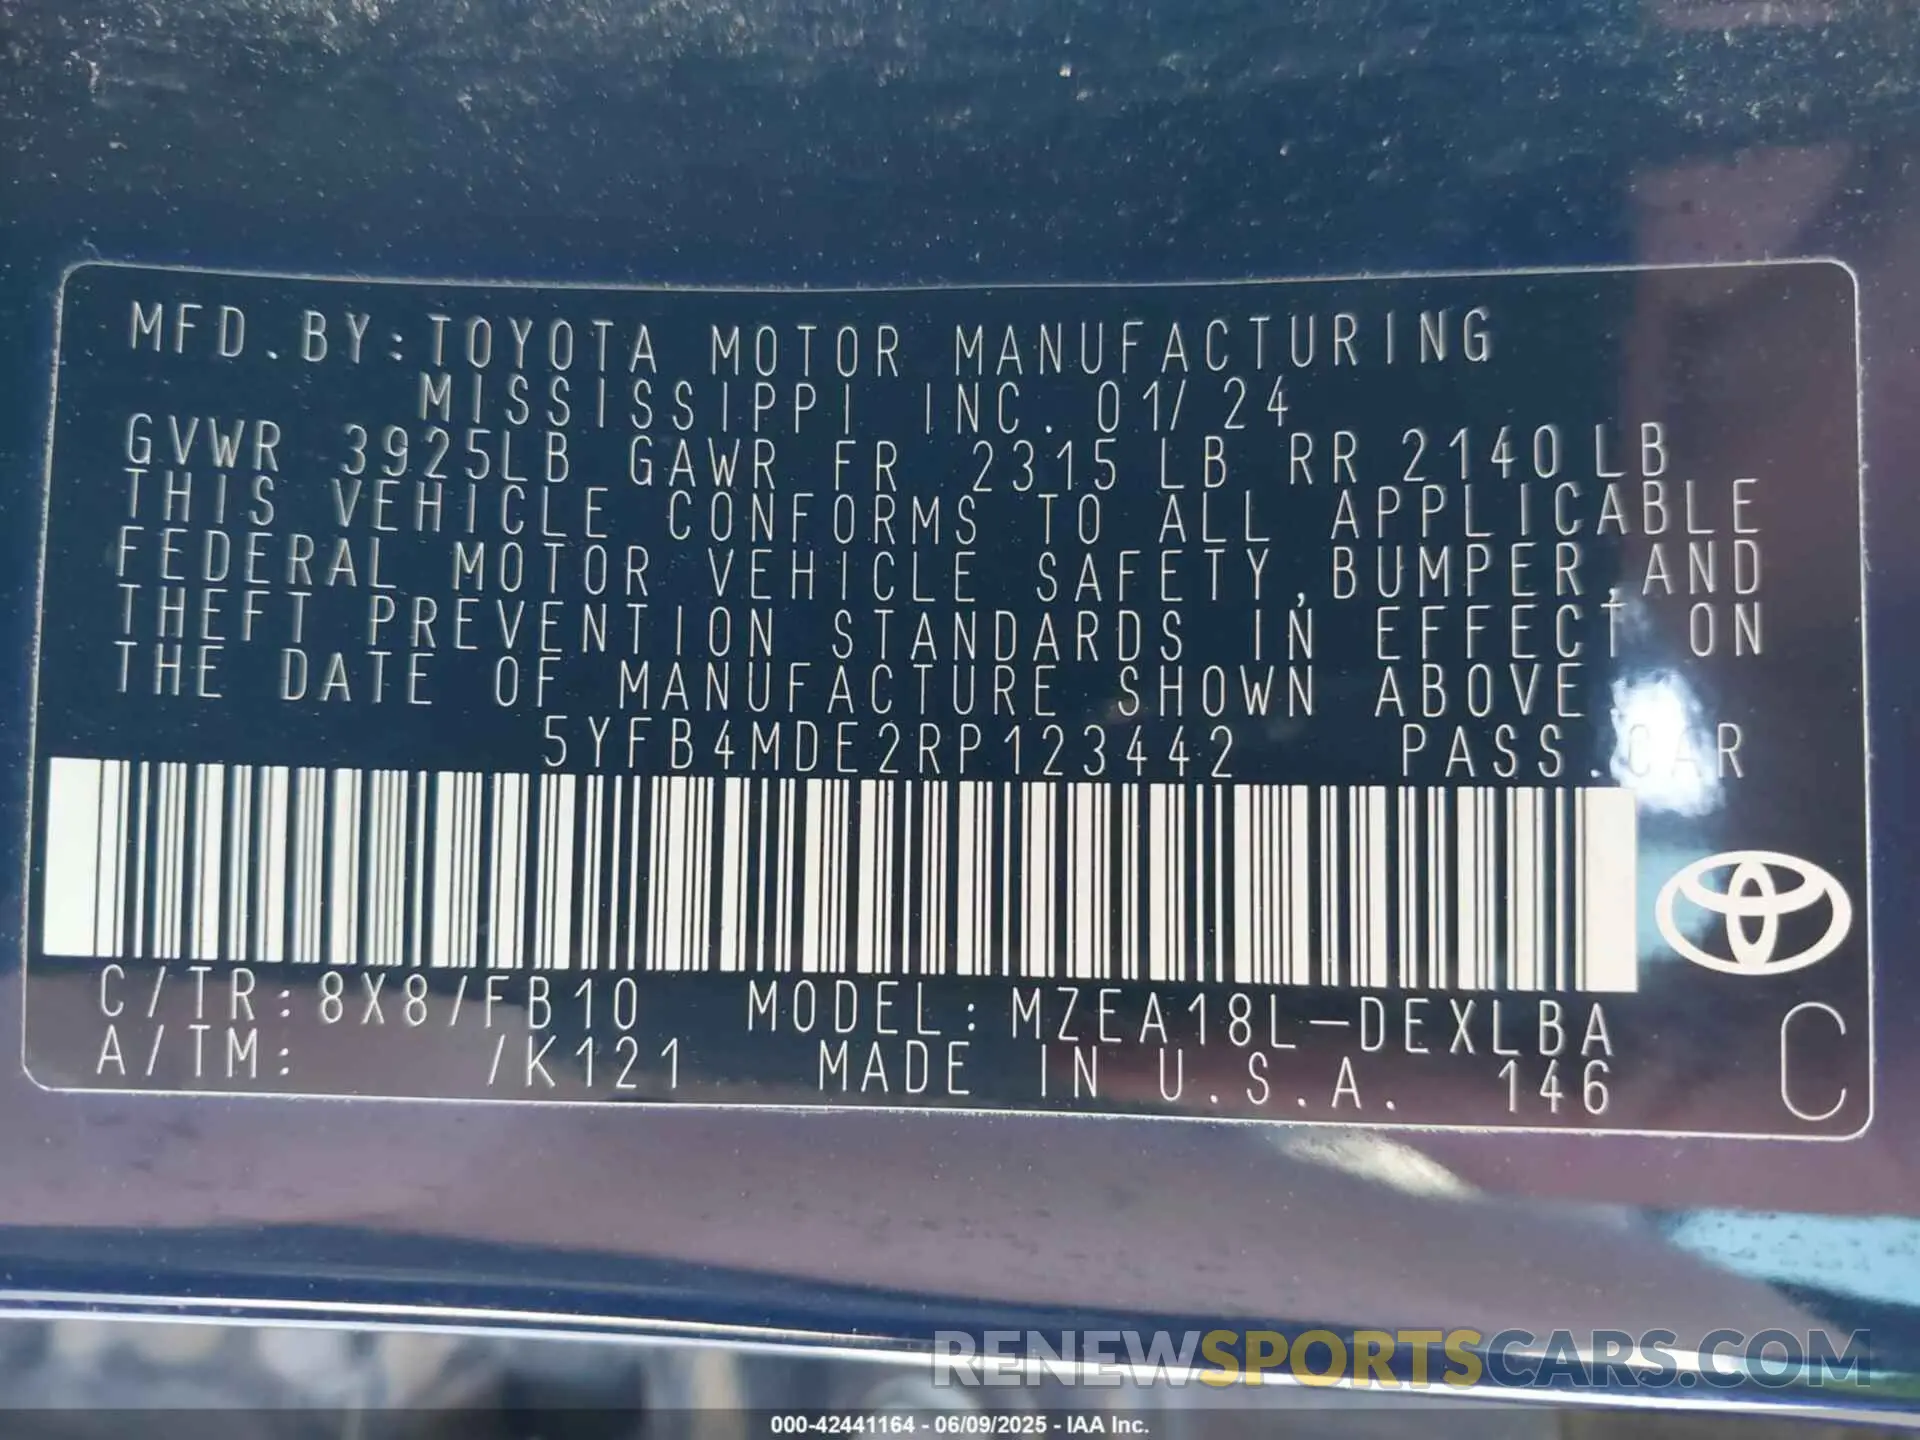 MFD.BY:TOYOTA MOTOR MANUFACTURING
MISSISSIPPI INC. 01/24
GVWR 3925LB GAWR FR 2315 LB RR 2140LB
THIS VEHICLE CONFORMS TO ALL APPLICABLE
FEDERAL MOTOR VEHICLE SAFETY,BUMPER,AND
THEFT PREVENTION STANDARDS IN EFFECT ON
THE DATE OF MANUFACTURE SHOWN ABOVE
5YFB4MDE2RP123442 PASS.CAR
C/TR:8X8/FB10 MODEL:MZEA18L-DEXLBA
A/TM: /K121 MADE IN U.S.A. 146
C
RENEWSPORTSCARS.COM
000-42441164 - 06/09/2025 - IAA Inc.